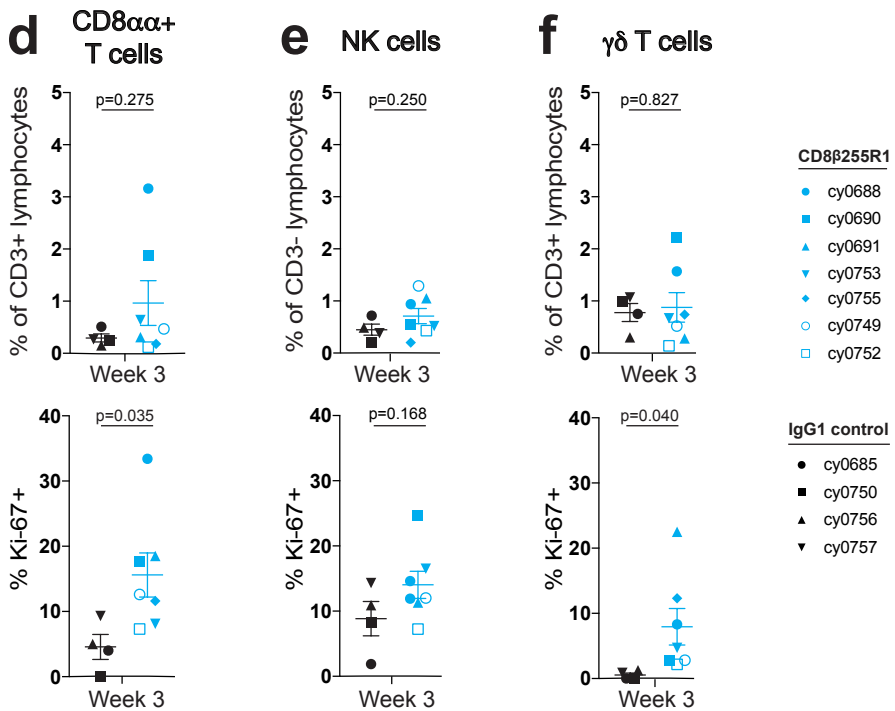 d
CD8αα+
T cells
% of CD3+ lymphocytes
5
4
3
2
1
0
p=0.275
Week 3
% Ki-67+
40
30
20
10
0
p=0.035
Week 3
e
NK cells
% of CD3- lymphocytes
5
4
3
2
1
0
p=0.250
Week 3
% Ki-67+
40
30
20
10
0
p=0.168
Week 3
f
γδ T cells
% of CD3+ lymphocytes
5
4
3
2
1
0
p=0.827
Week 3
% Ki-67+
40
30
20
10
0
p=0.040
Week 3
CD8β255R1
cy0688
cy0690
cy0691
cy0753
cy0755
cy0749
cy0752
IgG1 control
cy0685
cy0750
cy0756
cy0757